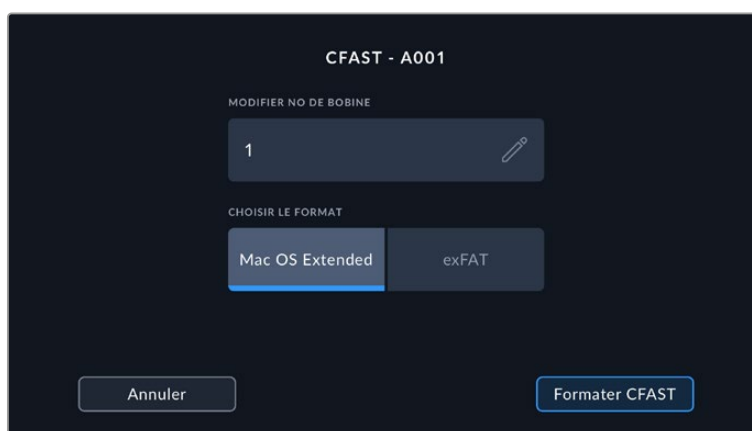 CFAST - A001
MODIFIER NO DE BOBINE
1
CHOISIR LE FORMAT
Mac OS Extended exFAT
Annuler Formater CFAST